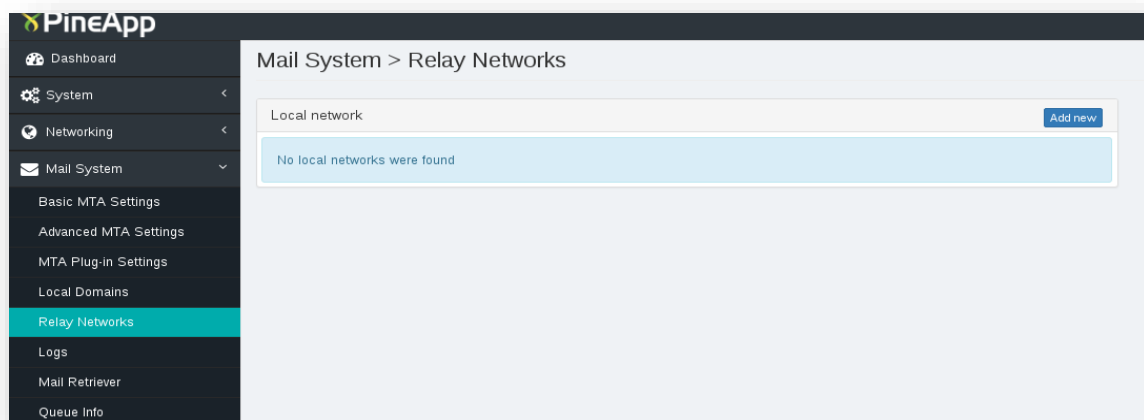 PineApp
Dashboard
System
Networking
Mail System
Basic MTA Settings
Advanced MTA Settings
MTA Plug-in Settings
Local Domains
Relay Networks
Logs
Mail Retriever
Queue Info
Mail System > Relay Networks
Local network
Add new
No local networks were found